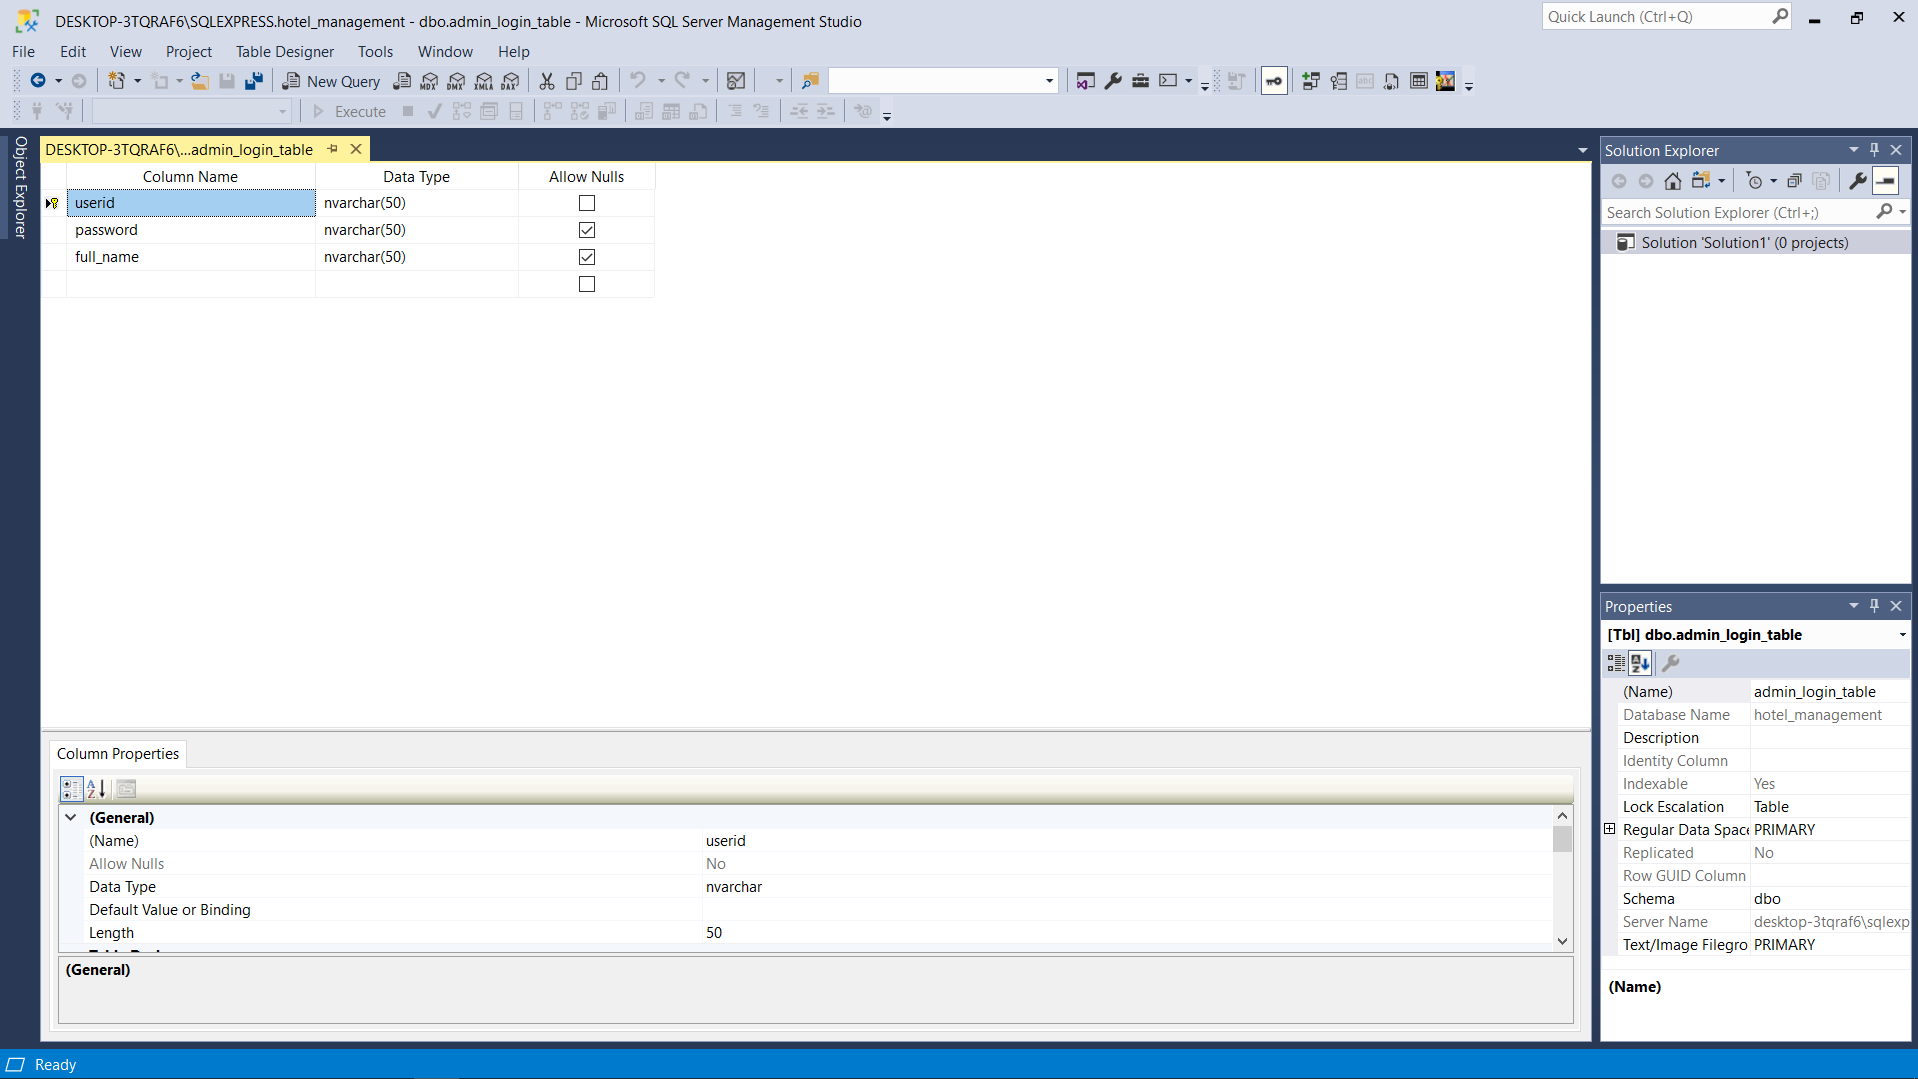 DESKTOP-3TQRAF6\SQLEXPRESS.hotel_management - dbo.admin_login_table - Microsoft SQL Server Management Studio
Quick Launch (Ctrl+Q)
File Edit View Project Table Designer Tools Window Help
New Query MDX DMX XMLA DAX
Execute
Object Explorer
DESKTOP-3TQRAF6\...admin_login_table
Column Name Data Type Allow Nulls
userid nvarchar(50)
password nvarchar(50)
full_name nvarchar(50)
Column Properties
(General)
(Name) userid
Allow Nulls No
Data Type nvarchar
Default Value or Binding
Length 50
(General)
Solution Explorer
Search Solution Explorer (Ctrl+;)
Solution 'Solution1' (0 projects)
Properties
[Tbl] dbo.admin_login_table
(Name) admin_login_table
Database Name hotel_management
Description
Identity Column
Indexable Yes
Lock Escalation Table
Regular Data Space PRIMARY
Replicated No
Row GUID Column
Schema dbo
Server Name desktop-3tqraf6\sqlexp
Text/Image Filegro PRIMARY
(Name)
Ready